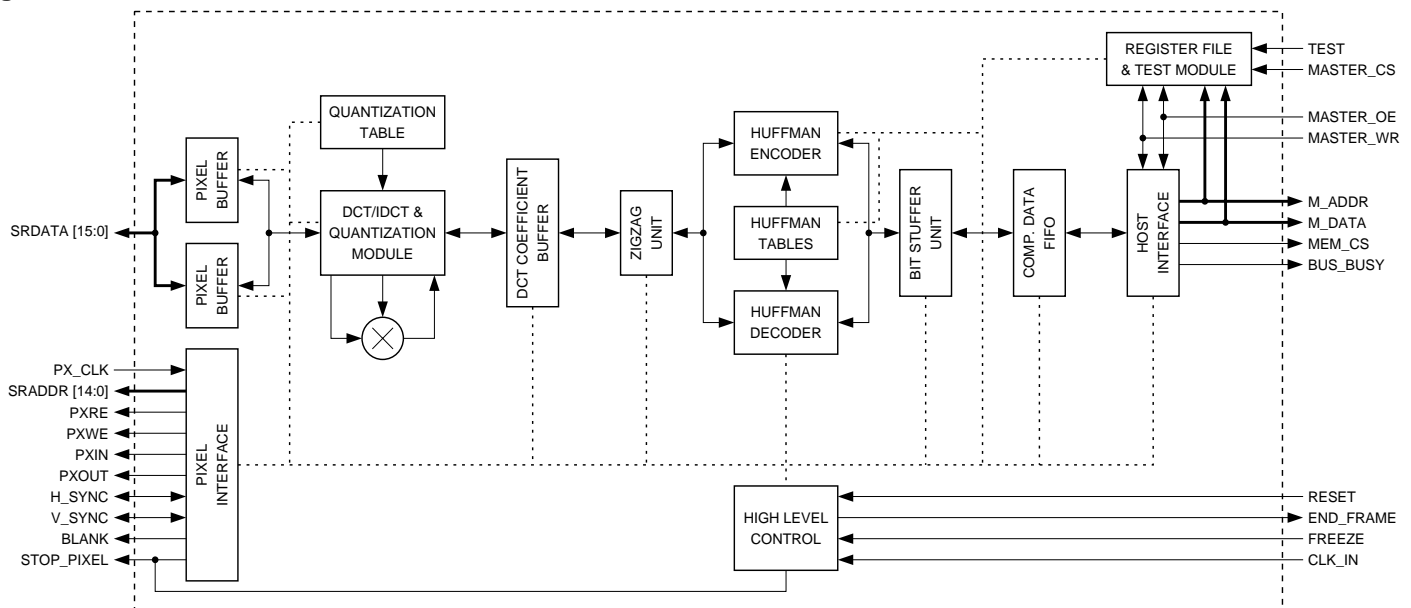 REGISTER FILE
& TEST MODULE
TEST
MASTER_CS
MASTER_OE
MASTER_WR
QUANTIZATION
TABLE
PIXEL
BUFFER
PIXEL
BUFFER
SRDATA [15:0]
DCT/IDCT &
QUANTIZATION
MODULE
DCT COEFFICIENT
BUFFER
ZIGZAG
UNIT
HUFFMAN
ENCODER
HUFFMAN
TABLES
HUFFMAN
DECODER
BIT STUFFER
UNIT
COMP. DATA
FIFO
HOST
INTERFACE
M_ADDR
M_DATA
MEM_CS
BUS_BUSY
PX_CLK
SRADDR [14:0]
PXRE
PXWE
PXIN
PXOUT
H_SYNC
V_SYNC
BLANK
STOP_PIXEL
PIXEL
INTERFACE
HIGH LEVEL
CONTROL
RESET
END_FRAME
FREEZE
CLK_IN